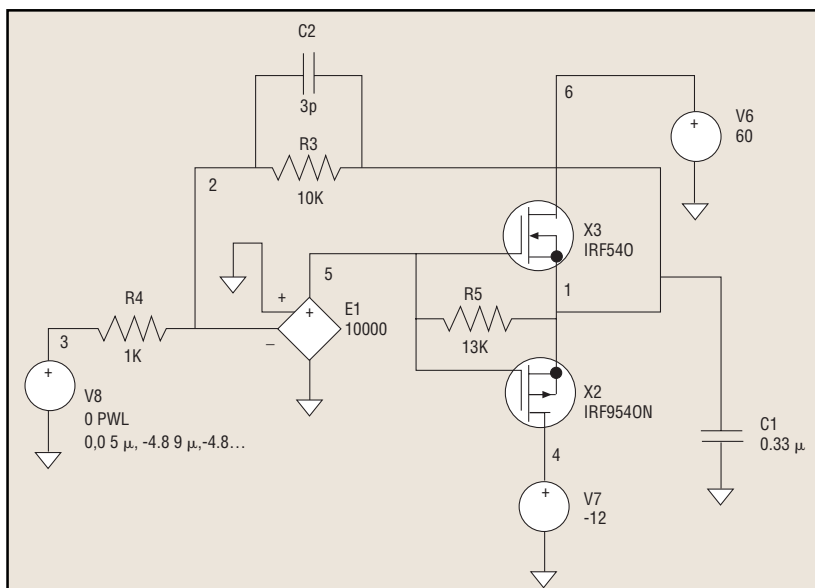 C2
3p
6
V6
60
+
R3
10K
2
X3
IRF540
5
+
+
E1
10000
−
1
R5
13K
R4
1K
3
+
V8
0 PWL
0,0 5 μ, -4.8 9 μ,-4.8…
X2
IRF9540N
C1
0.33 μ
4
+
V7
-12